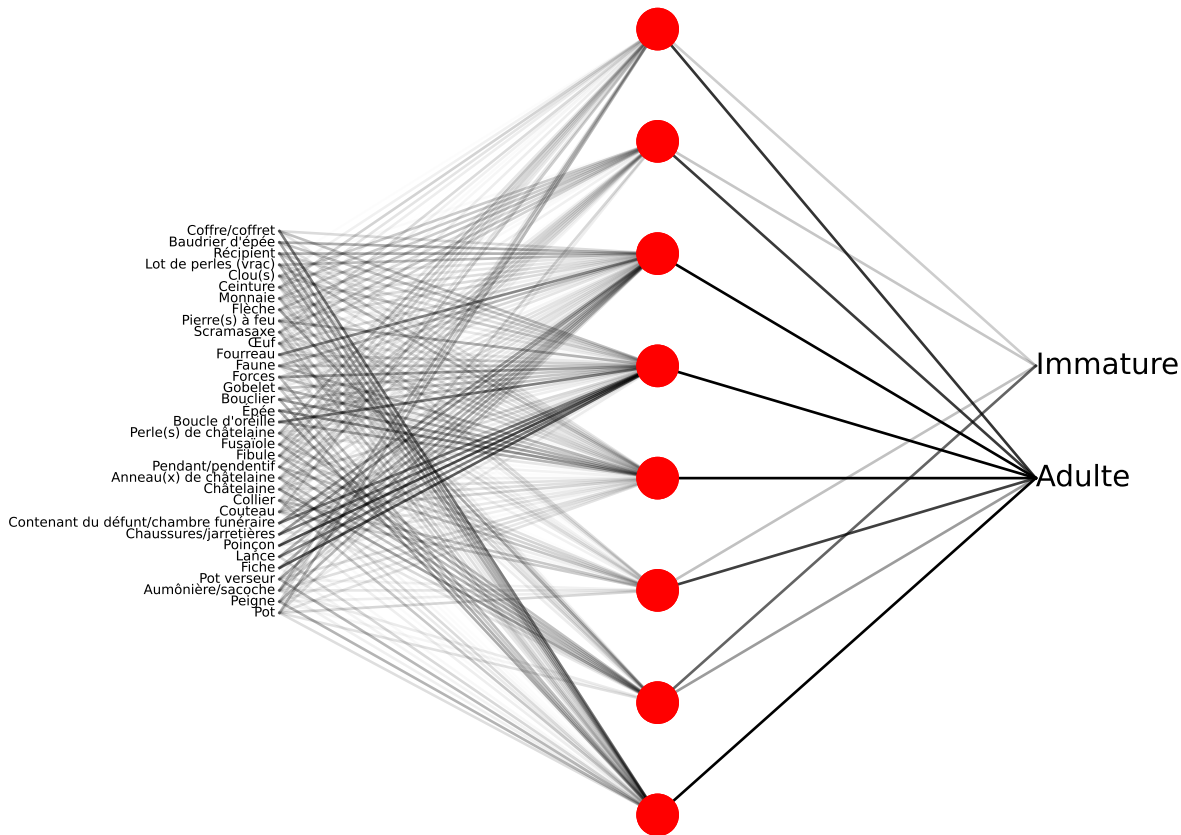 Coffre/coffret
Baudrier d'épée
Récipient
Lot de perles (vrac)
Clou(s)
Ceinture
Monnaie
Flèche
Pierre(s) à feu
Scramasaxe
Œuf
Fourreau
Faune
Forces
Gobelet
Bouclier
Épée
Boucle d'oreille
Perle(s) de châtelaine
Fusaïole
Fibule
Pendant/pendentif
Anneau(x) de châtelaine
Châtelaine
Collier
Couteau
Contenant du défunt/chambre funéraire
Chaussures/jarretières
Poinçon
Lance
Fiche
Pot verseur
Aumônière/sacoche
Peigne
Pot
Immature
Adulte